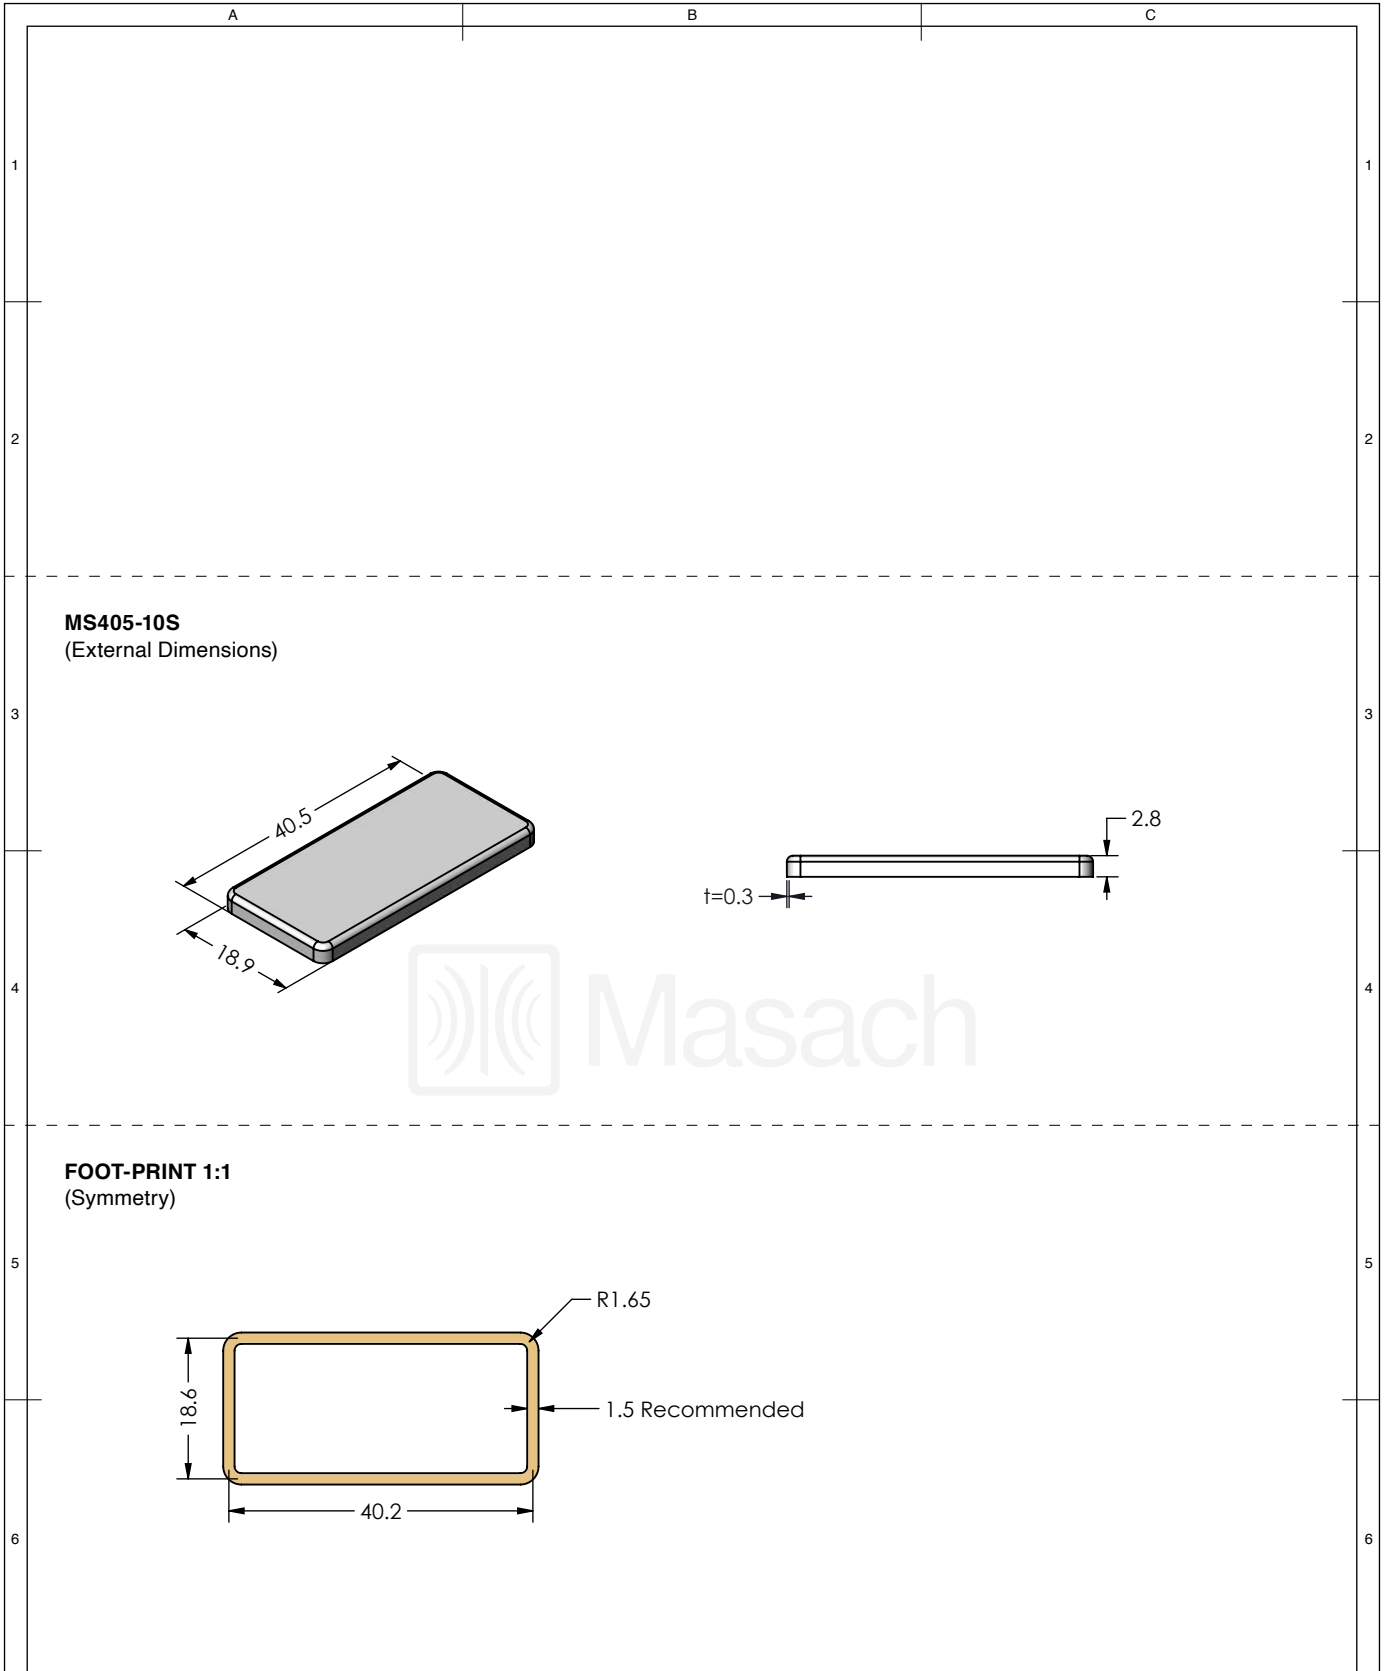 A B C
1 1
2 2
MS405-10S
(External Dimensions)
3 3
40.5
2.8
t=0.3
18.9
Masach
4 4
FOOT-PRINT 1:1
(Symmetry)
5 5
R1.65
18.6
1.5 Recommended
40.2
6 6